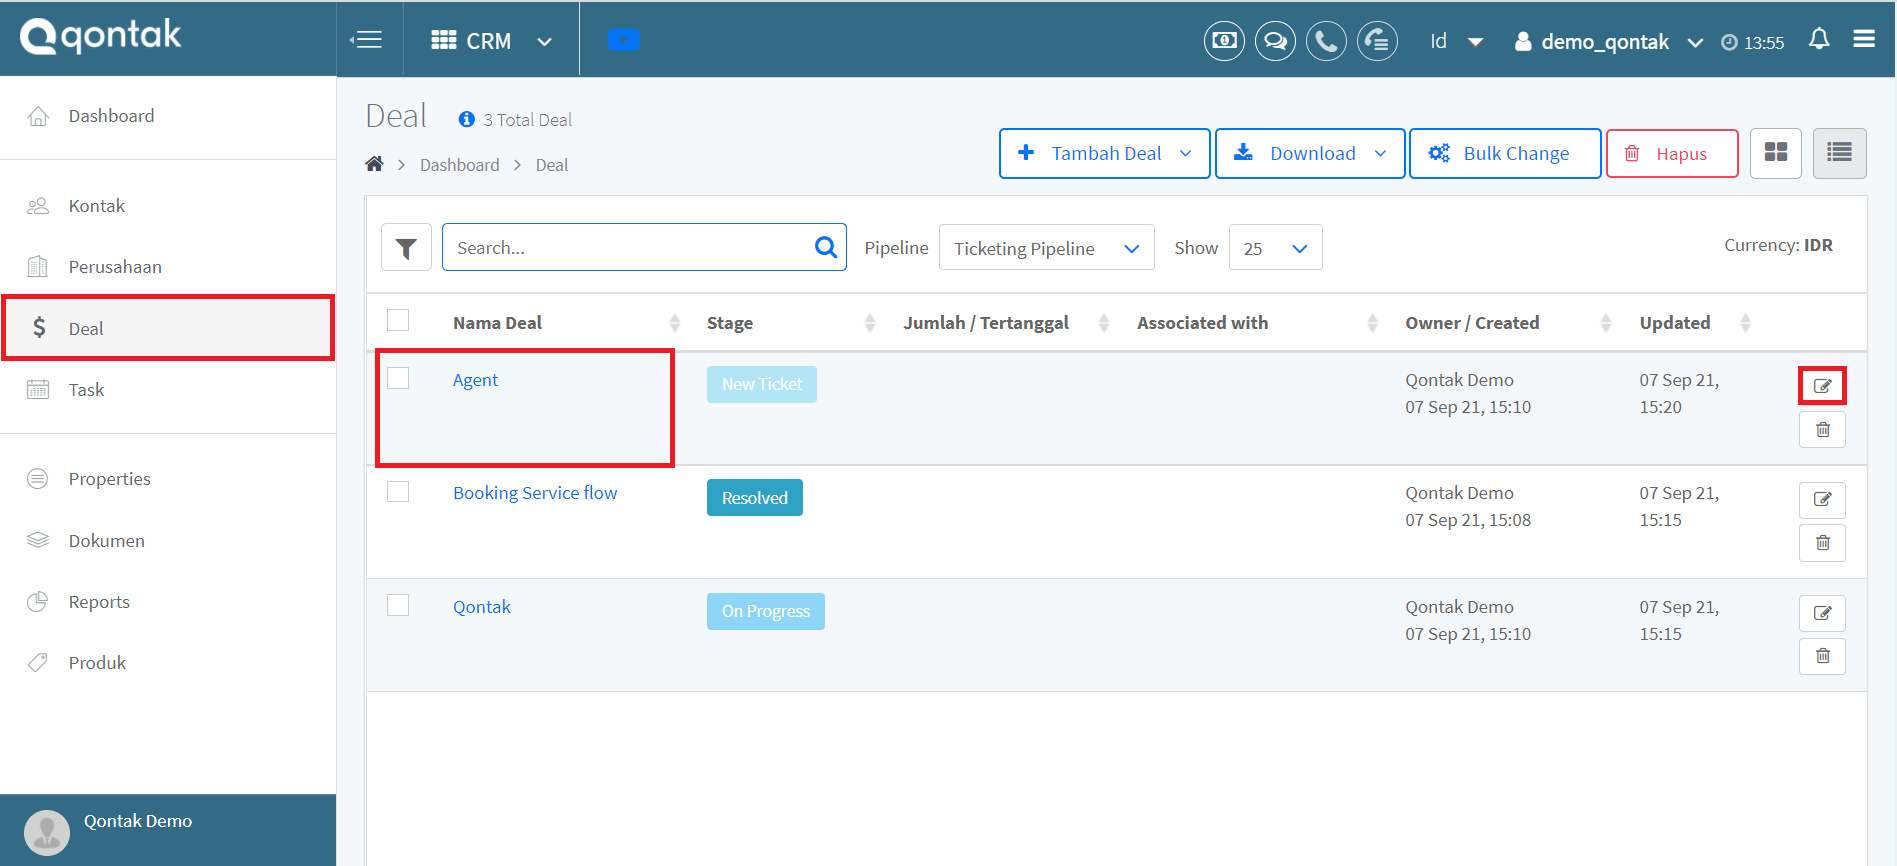 qontak
CRM
Id
demo_qontak
13:55
Dashboard
Kontak
Perusahaan
Deal
Task
Properties
Dokumen
Reports
Produk
Qontak Demo
Deal
3 Total Deal
Dashboard > Deal
Tambah Deal
Download
Bulk Change
Hapus
Search...
Pipeline
Ticketing Pipeline
Show
25
Currency: IDR
Nama Deal
Stage
Jumlah / Tertanggal
Associated with
Owner / Created
Updated
Agent
New Ticket
Qontak Demo
07 Sep 21, 15:10
07 Sep 21,
15:20
Booking Service flow
Resolved
Qontak Demo
07 Sep 21, 15:08
07 Sep 21,
15:15
Qontak
On Progress
Qontak Demo
07 Sep 21, 15:10
07 Sep 21,
15:15